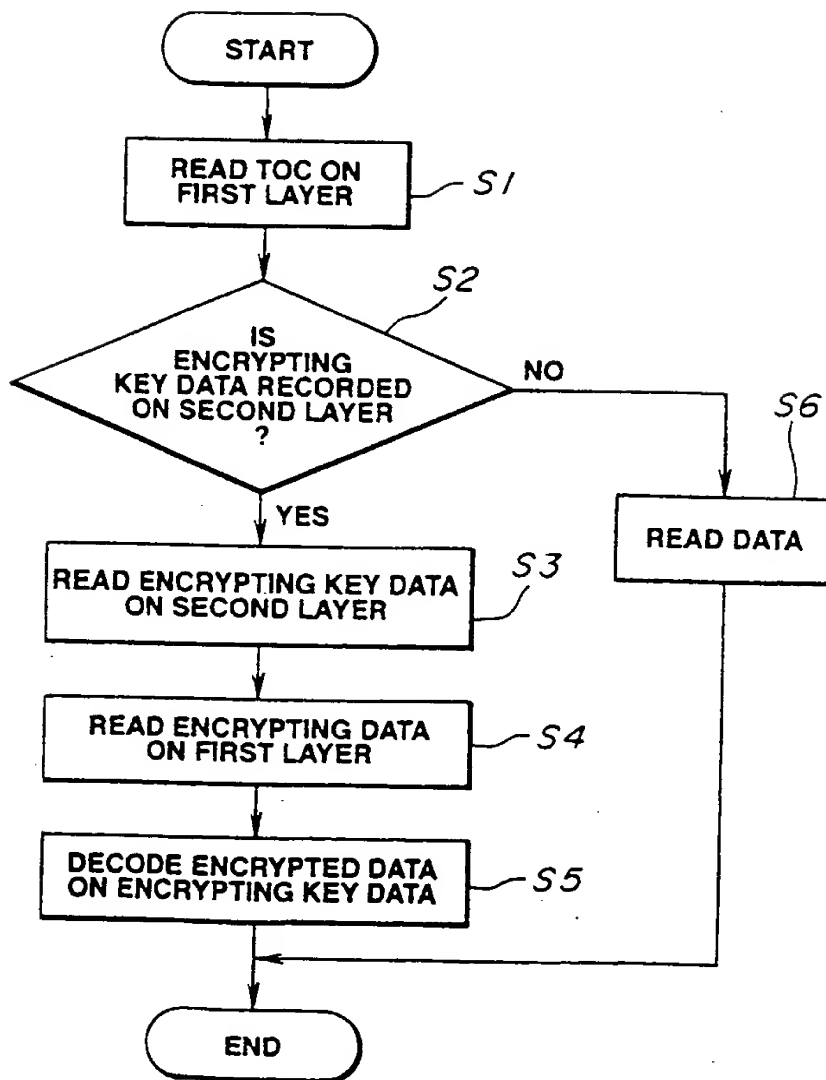 START
READ TOC ON
FIRST LAYER
S1
S2
IS
ENCRYPTING
KEY DATA RECORDED
ON SECOND LAYER
?
NO
S6
YES
READ DATA
READ ENCRYPTING KEY DATA
ON SECOND LAYER
S3
READ ENCRYPTING DATA
ON FIRST LAYER
S4
DECODE ENCRYPTED DATA
ON ENCRYPTING KEY DATA
S5
END